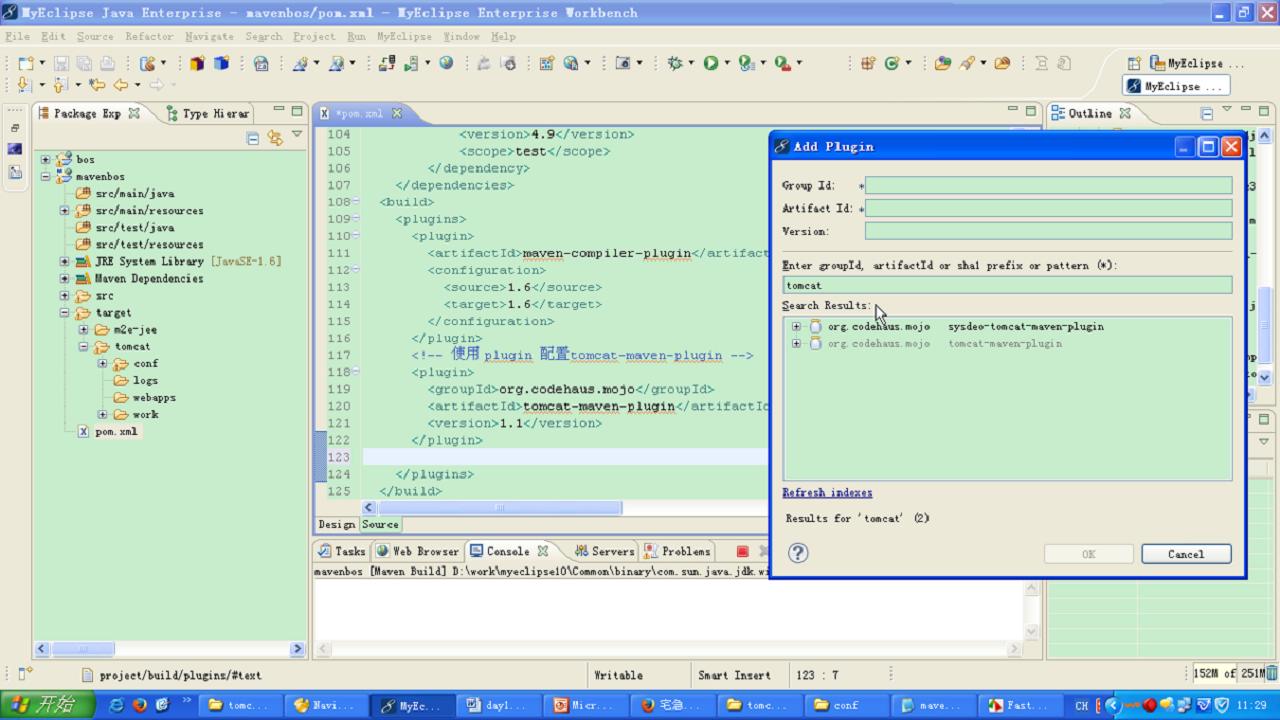 MyEclipse Java Enterprise - mavenbos/pom.xml - MyEclipse Enterprise Workbench
File Edit Source Refactor Navigate Search Project Run MyEclipse Window Help
MyEclipse ...
MyEclipse ...
Package Exp
Type Hierar
bos
mavenbos
src/main/java
src/main/resources
src/test/java
src/test/resources
JRE System Library [JavaSE-1.6]
Maven Dependencies
src
target
m2e-jee
tomcat
conf
logs
webapps
work
pom.xml
*pom.xml
104 <version>4.9</version>
105 <scope>test</scope>
106 </dependency>
107 </dependencies>
108 <build>
109 <plugins>
110 <plugin>
111 <artifactId>maven-compiler-plugin</artifact
112 <configuration>
113 <source>1.6</source>
114 <target>1.6</target>
115 </configuration>
116 </plugin>
117 <!-- 使用 plugin 配置tomcat-maven-plugin -->
118 <plugin>
119 <groupId>org.codehaus.mojo</groupId>
120 <artifactId>tomcat-maven-plugin</artifactId
121 <version>1.1</version>
122 </plugin>
123
124 </plugins>
125 </build>
Design Source
Outline
Add Plugin
Group Id: *
Artifact Id: *
Version:
Enter groupId, artifactId or sha1 prefix or pattern (*):
tomcat
Search Results:
org.codehaus.mojo sysdeo-tomcat-maven-plugin
org.codehaus.mojo tomcat-maven-plugin
Refresh indexes
Results for 'tomcat' (2)
OK Cancel
Tasks Web Browser Console Servers Problems
mavenbos [Maven Build] D:\work\myeclipse10\Common\binary\com.sun.java.jdk.wi
project/build/plugins/#text
Writable
Smart Insert
123 : 7
152M of 251M
开始
tomc...
Navi...
MyEc...
day1...
Micr...
宅急...
tomc...
conf
mave...
Fast...
CH
11:29